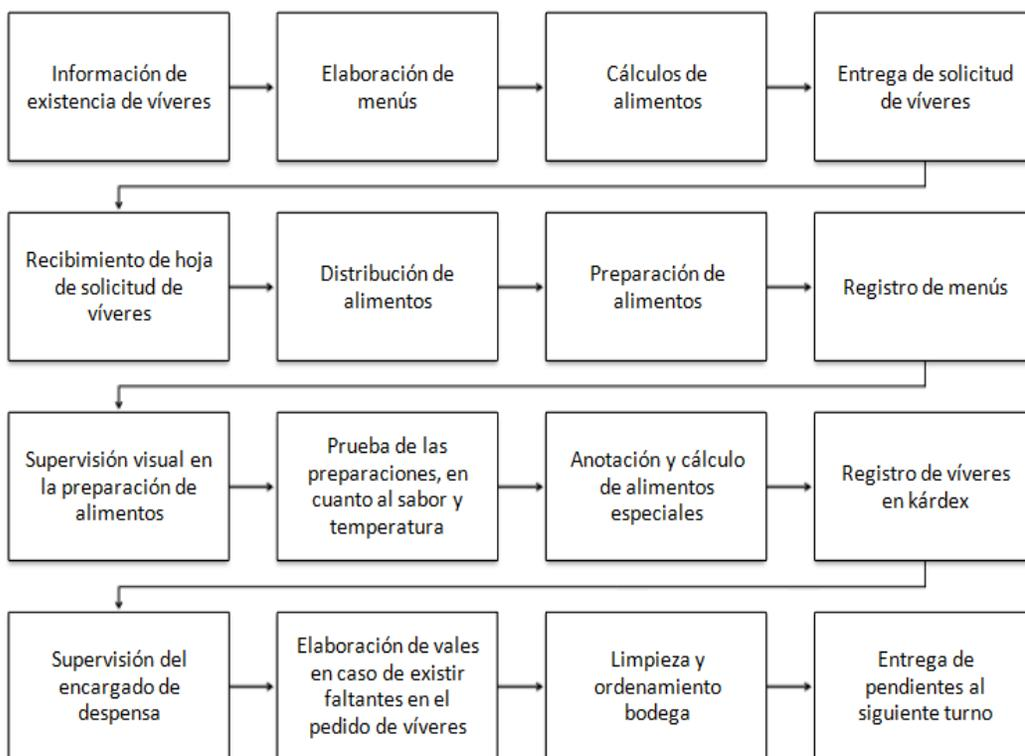 Información de
existencia de víveres
Elaboración de
menús
Cálculos de
alimentos
Entrega de solicitud
de víveres
Recibimiento de hoja
de solicitud de
víveres
Distribución de
alimentos
Preparación de
alimentos
Registro de menús
Supervisión visual en
la preparación de
alimentos
Prueba de las
preparaciones, en
cuanto al sabor y
temperatura
Anotación y cálculo
de alimentos
especiales
Registro de víveres
en kárdex
Supervisión del
encargado de
despensa
Elaboración de vales
en caso de existir
faltantes en el
pedido de víveres
Limpieza y
ordenamiento
bodega
Entrega de
pendientes al
siguiente turno